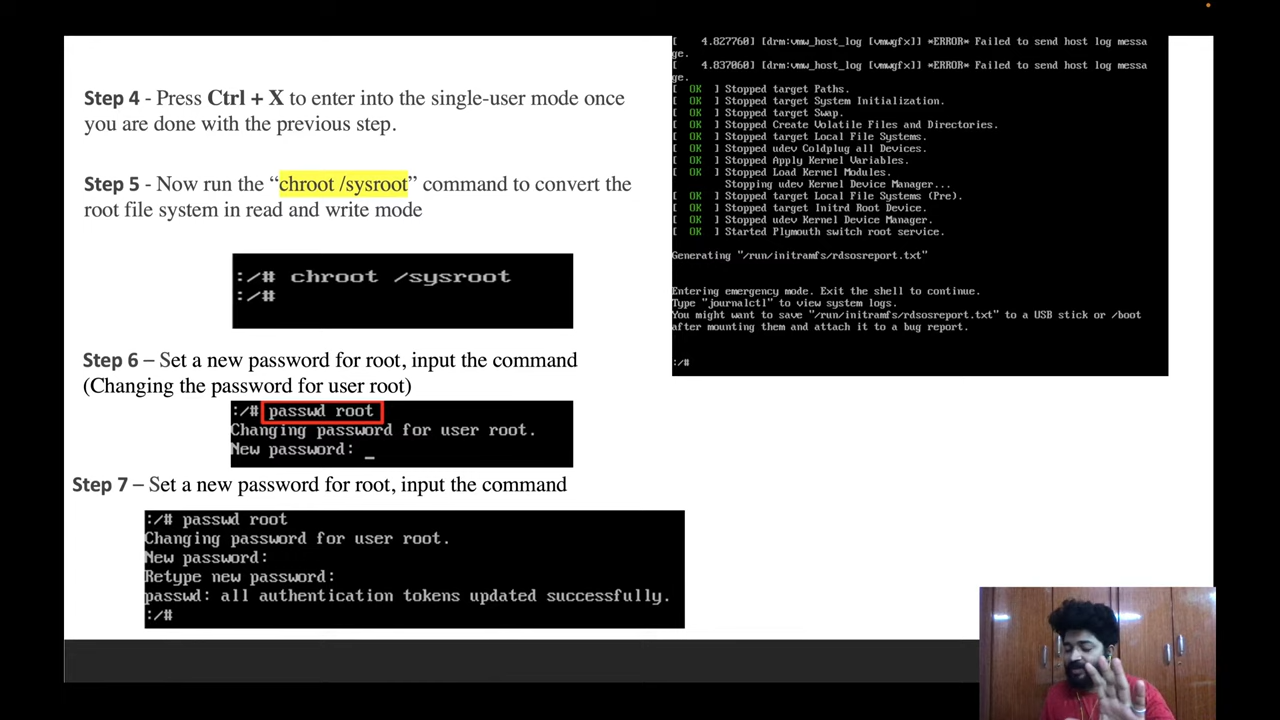 Step 4 - Press Ctrl + X to enter into the single-user mode once
you are done with the previous step.
Step 5 - Now run the “chroot /sysroot” command to convert the
root file system in read and write mode
:/# chroot /sysroot
:/#
Step 6 – Set a new password for root, input the command
(Changing the password for user root)
:/# passwd root
Changing password for user root.
New password: _
Step 7 – Set a new password for root, input the command
:/# passwd root
Changing password for user root.
New password:
Retype new password:
passwd: all authentication tokens updated successfully.
:/#
[    4.827760] [drm:vmw_host_log [vmwgfx]] *ERROR* Failed to send host log messa
ge.
[    4.837060] [drm:vmw_host_log [vmwgfx]] *ERROR* Failed to send host log messa
ge.
[  OK  ] Stopped target Paths.
[  OK  ] Stopped target System Initialization.
[  OK  ] Stopped target Swap.
[  OK  ] Stopped Create Volatile Files and Directories.
[  OK  ] Stopped target Local File Systems.
[  OK  ] Stopped udev Coldplug all Devices.
[  OK  ] Stopped Apply Kernel Variables.
[  OK  ] Stopped Load Kernel Modules.
Stopping udev Kernel Device Manager...
[  OK  ] Stopped target Local File Systems (Pre).
[  OK  ] Stopped target Initrd Root Device.
[  OK  ] Stopped udev Kernel Device Manager.
[  OK  ] Started Plymouth switch root service.
Generating "/run/initramfs/rdsosreport.txt"
Entering emergency mode. Exit the shell to continue.
Type "journalctl" to view system logs.
You might want to save "/run/initramfs/rdsosreport.txt" to a USB stick or /boot
after mounting them and attach it to a bug report.
:/#